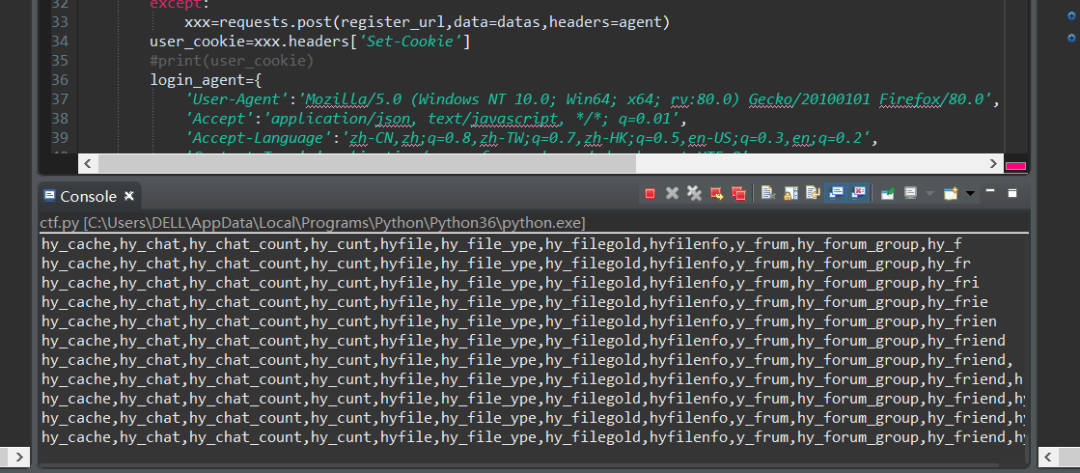 32 except:
33 xxx=requests.post(register_url,data=datas,headers=agent)
34 user_cookie=xxx.headers['Set-Cookie']
35 #print(user_cookie)
36 login_agent={
37 'User-Agent':'Mozilla/5.0 (Windows NT 10.0; Win64; x64; rv:80.0) Gecko/20100101 Firefox/80.0',
38 'Accept':'application/json, text/javascript, */*; q=0.01',
39 'Accept-Language':'zh-CN,zh;q=0.8,zh-TW;q=0.7,zh-HK;q=0.5,en-US;q=0.3,en;q=0.2',
Console
ctf.py [C:\Users\DELL\AppData\Local\Programs\Python\Python36\python.exe]
hy_cache,hy_chat,hy_chat_count,hy_cunt,hyfile,hy_file_ype,hy_filegold,hyfilenfo,y_frum,hy_forum_group,hy_f
hy_cache,hy_chat,hy_chat_count,hy_cunt,hyfile,hy_file_ype,hy_filegold,hyfilenfo,y_frum,hy_forum_group,hy_fr
hy_cache,hy_chat,hy_chat_count,hy_cunt,hyfile,hy_file_ype,hy_filegold,hyfilenfo,y_frum,hy_forum_group,hy_fri
hy_cache,hy_chat,hy_chat_count,hy_cunt,hyfile,hy_file_ype,hy_filegold,hyfilenfo,y_frum,hy_forum_group,hy_frie
hy_cache,hy_chat,hy_chat_count,hy_cunt,hyfile,hy_file_ype,hy_filegold,hyfilenfo,y_frum,hy_forum_group,hy_frien
hy_cache,hy_chat,hy_chat_count,hy_cunt,hyfile,hy_file_ype,hy_filegold,hyfilenfo,y_frum,hy_forum_group,hy_friend
hy_cache,hy_chat,hy_chat_count,hy_cunt,hyfile,hy_file_ype,hy_filegold,hyfilenfo,y_frum,hy_forum_group,hy_friend,
hy_cache,hy_chat,hy_chat_count,hy_cunt,hyfile,hy_file_ype,hy_filegold,hyfilenfo,y_frum,hy_forum_group,hy_friend,h
hy_cache,hy_chat,hy_chat_count,hy_cunt,hyfile,hy_file_ype,hy_filegold,hyfilenfo,y_frum,hy_forum_group,hy_friend,hy
hy_cache,hy_chat,hy_chat_count,hy_cunt,hyfile,hy_file_ype,hy_filegold,hyfilenfo,y_frum,hy_forum_group,hy_friend,hy
hy_cache,hy_chat,hy_chat_count,hy_cunt,hyfile,hy_file_ype,hy_filegold,hyfilenfo,y_frum,hy_forum_group,hy_friend,hy